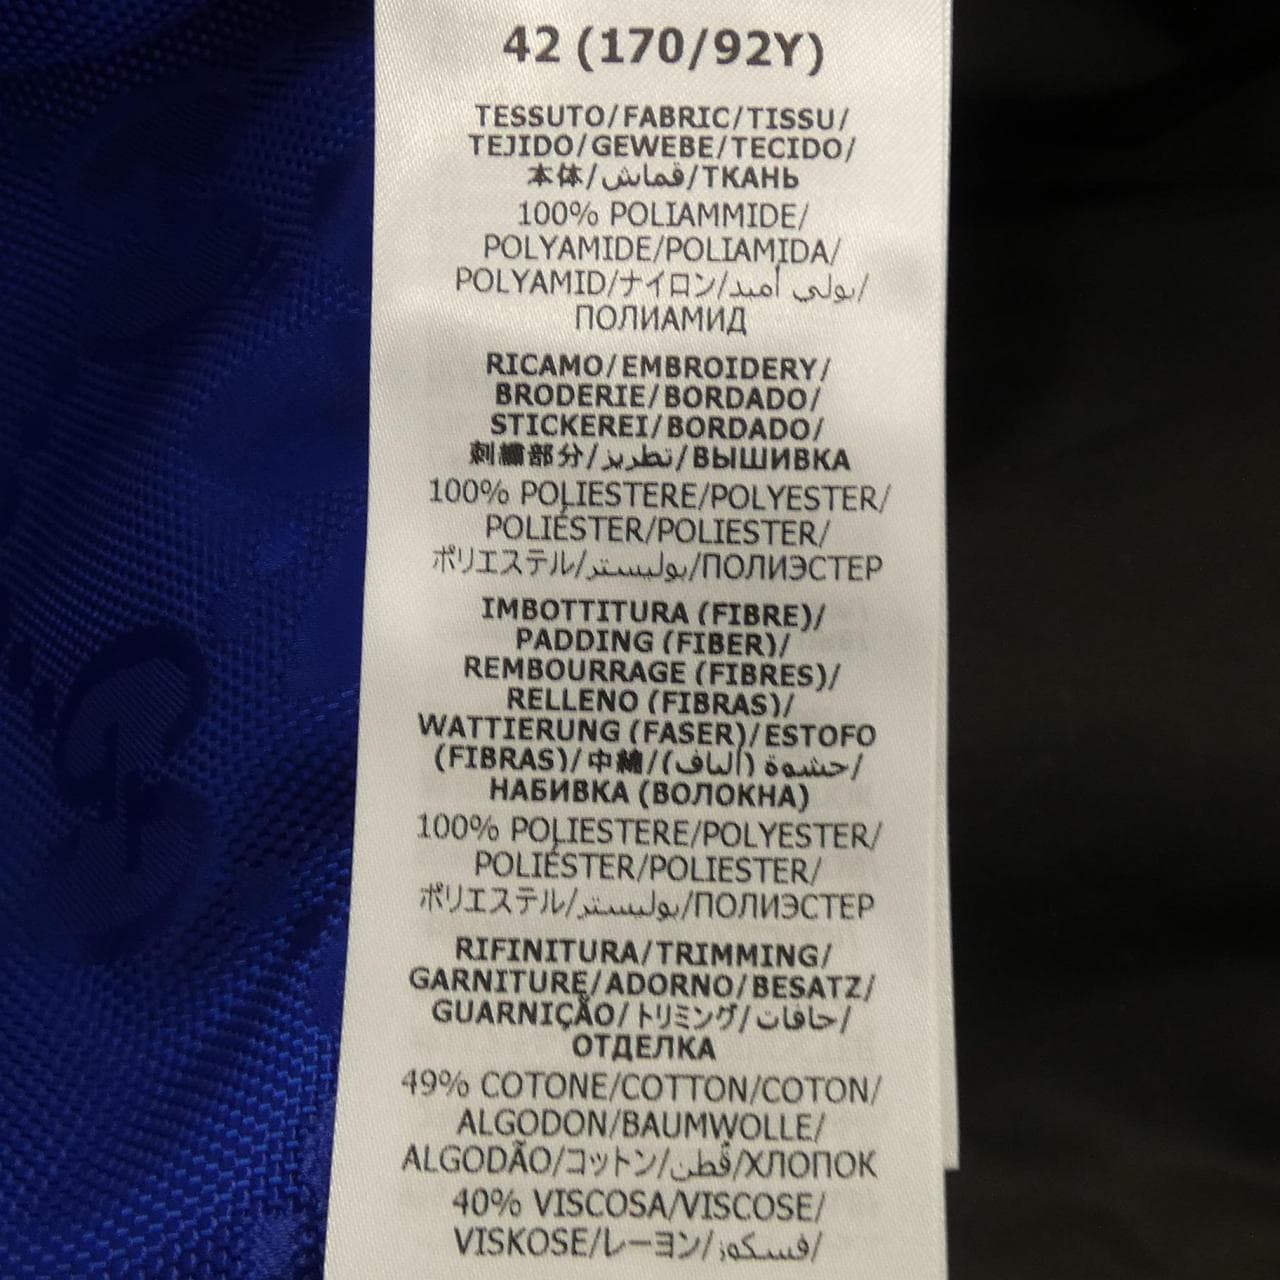 42 (170/92Y)
TESSUTO/FABRIC/TISSU/
TEJIDO/GEWEBE/TECIDO/
本体/قماش/ТКАНЬ
100% POLIAMMIDE/
POLYAMIDE/POLIAMIDA/
POLYAMID/ナイロン/بولي أميد/
ПОЛИАМИД
RICAMO/EMBROIDERY/
BRODERIE/BORDADO/
STICKEREI/BORDADO/
刺繍部分/تطريز/ВЫШИВКА
100% POLIESTERE/POLYESTER/
POLIÉSTER/POLIESTER/
ポリエステル/بوليستر/ПОЛИЭСТЕР
IMBOTTITURA (FIBRE)/
PADDING (FIBER)/
REMBOURRAGE (FIBRES)/
RELLENO (FIBRAS)/
WATTIERUNG (FASER)/ESTOFO
(FIBRAS)/中綿/حشوة (ألياف)/
НАБИВКА (ВОЛОКНА)
100% POLIESTERE/POLYESTER/
POLIÉSTER/POLIESTER/
ポリエステル/بوليستر/ПОЛИЭСТЕР
RIFINITURA/TRIMMING/
GARNITURE/ADORNO/BESATZ/
GUARNIÇÃO/トリミング/حافات/
ОТДЕЛКА
49% COTONE/COTTON/COTON/
ALGODON/BAUMWOLLE/
ALGODÃO/コットン/قطن/ХЛОПОК
40% VISCOSA/VISCOSE/
VISKOSE/レーヨン/فسكوز/